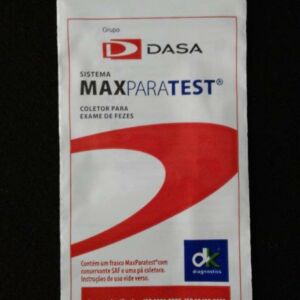 Grupo
DASA
SISTEMA
MAXPARATEST®
COLETOR PARA
EXAME DE FEZES
Contém um frasco MaxParatest®com
conservante SAF e uma pá coletora.
Instruções de uso vide verso.
dk
diagnostics